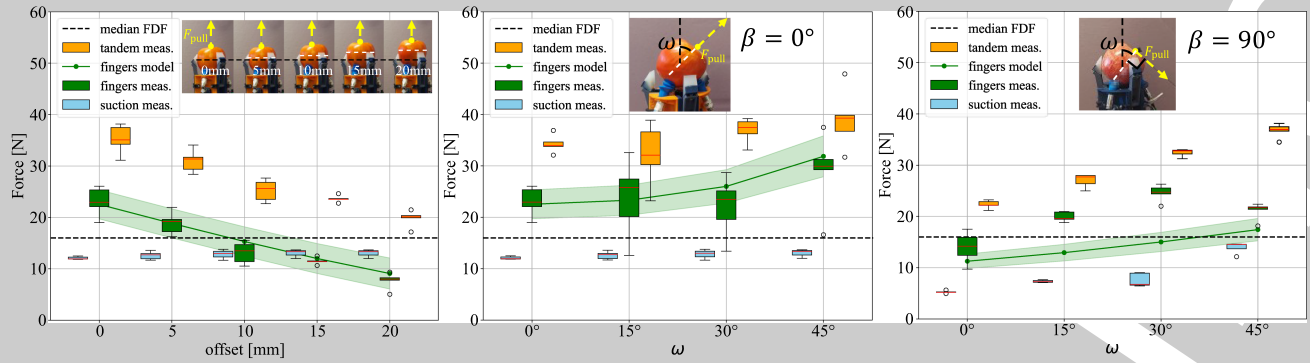 60
50
40
30
20
10
0
Force [N]
median FDF
tandem meas.
fingers model
fingers meas.
suction meas.
F_pull
0mm
5mm
10mm
15mm
20mm
0
5
10
15
20
offset [mm]
60
50
40
30
20
10
0
Force [N]
median FDF
tandem meas.
fingers model
fingers meas.
suction meas.
ω
F_pull
β = 0°
0°
15°
30°
45°
ω
60
50
40
30
20
10
0
Force [N]
median FDF
tandem meas.
fingers model
fingers meas.
suction meas.
ω
F_pull
β = 90°
0°
15°
30°
45°
ω